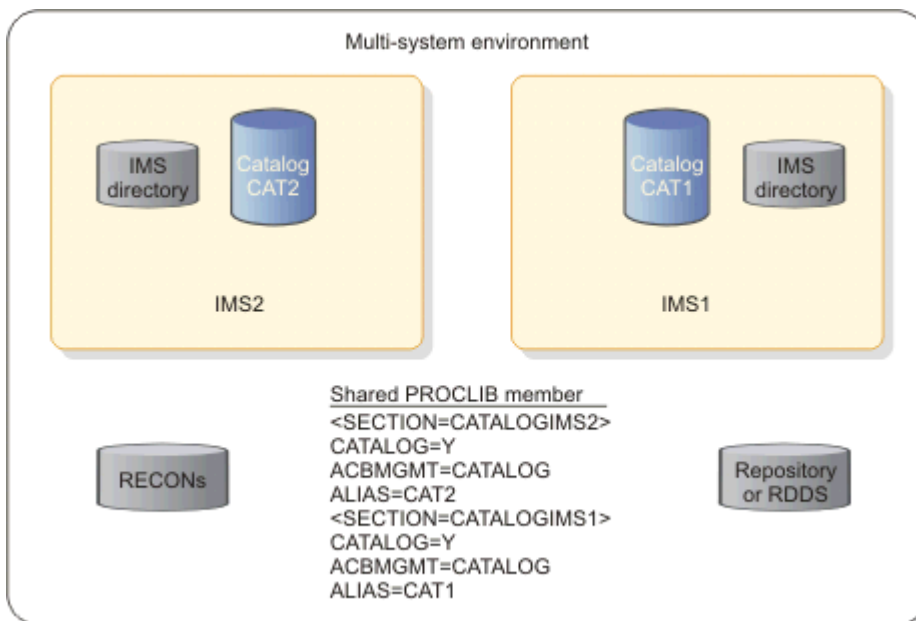 Multi-system environment
IMS
directory
Catalog
CAT2
IMS2
Catalog
CAT1
IMS
directory
IMS1
RECONs
Shared PROCLIB member
<SECTION=CATALOGIMS2>
CATALOG=Y
ACBMGMT=CATALOG
ALIAS=CAT2
<SECTION=CATALOGIMS1>
CATALOG=Y
ACBMGMT=CATALOG
ALIAS=CAT1
Repository
or RDDS